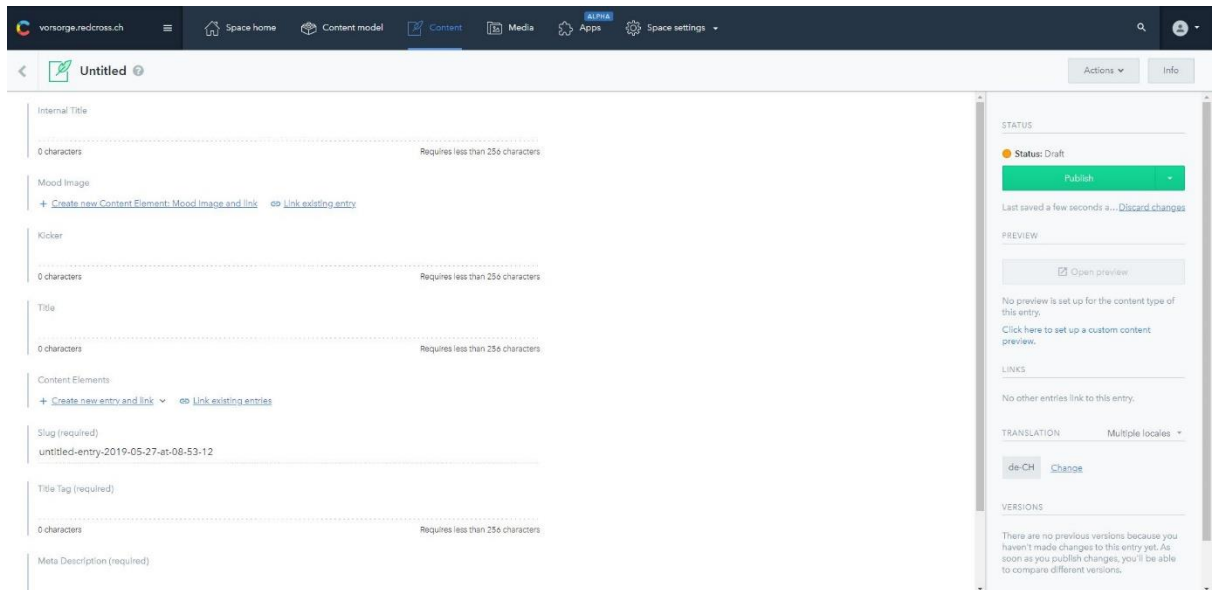 vorsorge.redcross.ch
Space home
Content model
Content
Media
ALPHA
Apps
Space settings
Untitled
Actions
Info
Internal Title
0 characters Requires less than 256 characters
Mood Image
+ Create new Content Element: Mood Image and link Link existing entry
Kicker
0 characters Requires less than 256 characters
Title
0 characters Requires less than 256 characters
Content Elements
+ Create new entry and link Link existing entries
Slug (required)
untitled-entry-2019-05-27-at-08-53-12
Title Tag (required)
0 characters Requires less than 256 characters
Meta Description (required)
STATUS
Status: Draft
Publish
Last saved a few seconds a... Discard changes
PREVIEW
Open preview
No preview is set up for the content type of
this entry.
Click here to set up a custom content
preview.
LINKS
No other entries link to this entry.
TRANSLATION Multiple locales
de-CH Change
VERSIONS
There are no previous versions because you
haven't made changes to this entry yet. As
soon as you publish changes, you'll be able
to compare different versions.